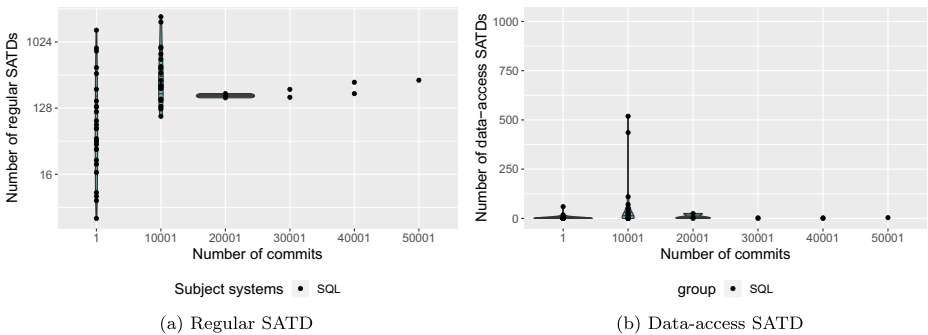 Number of regular SATDs
1024
128
16
1 10001 20001 30001 40001 50001
Number of commits
Subject systems SQL
(a) Regular SATD
Number of data−access SATDs
1000
750
500
250
0
1 10001 20001 30001 40001 50001
Number of commits
group SQL
(b) Data-access SATD